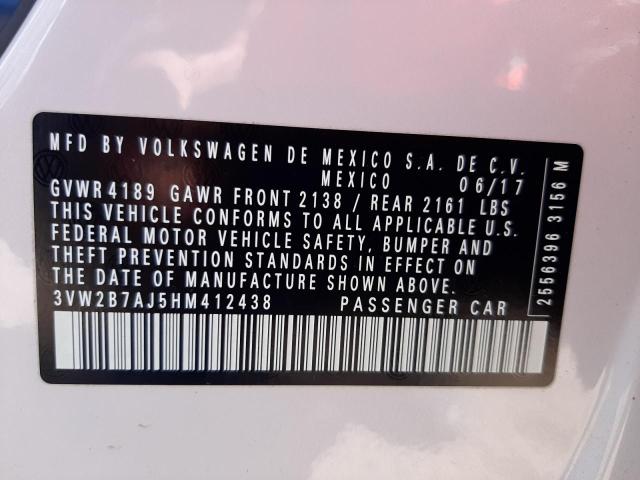 MFD BY VOLKSWAGEN DE MEXICO S.A. DE C.V.
MEXICO 06/17
GVWR 4189 GAWR FRONT 2138 / REAR 2161 LBS
THIS VEHICLE CONFORMS TO ALL APPLICABLE U.S.
FEDERAL MOTOR VEHICLE SAFETY, BUMPER AND
THEFT PREVENTION STANDARDS IN EFFECT ON
THE DATE OF MANUFACTURE SHOWN ABOVE
3VW2B7AJ5HM412438 PASSENGER CAR
2556396 3156 M